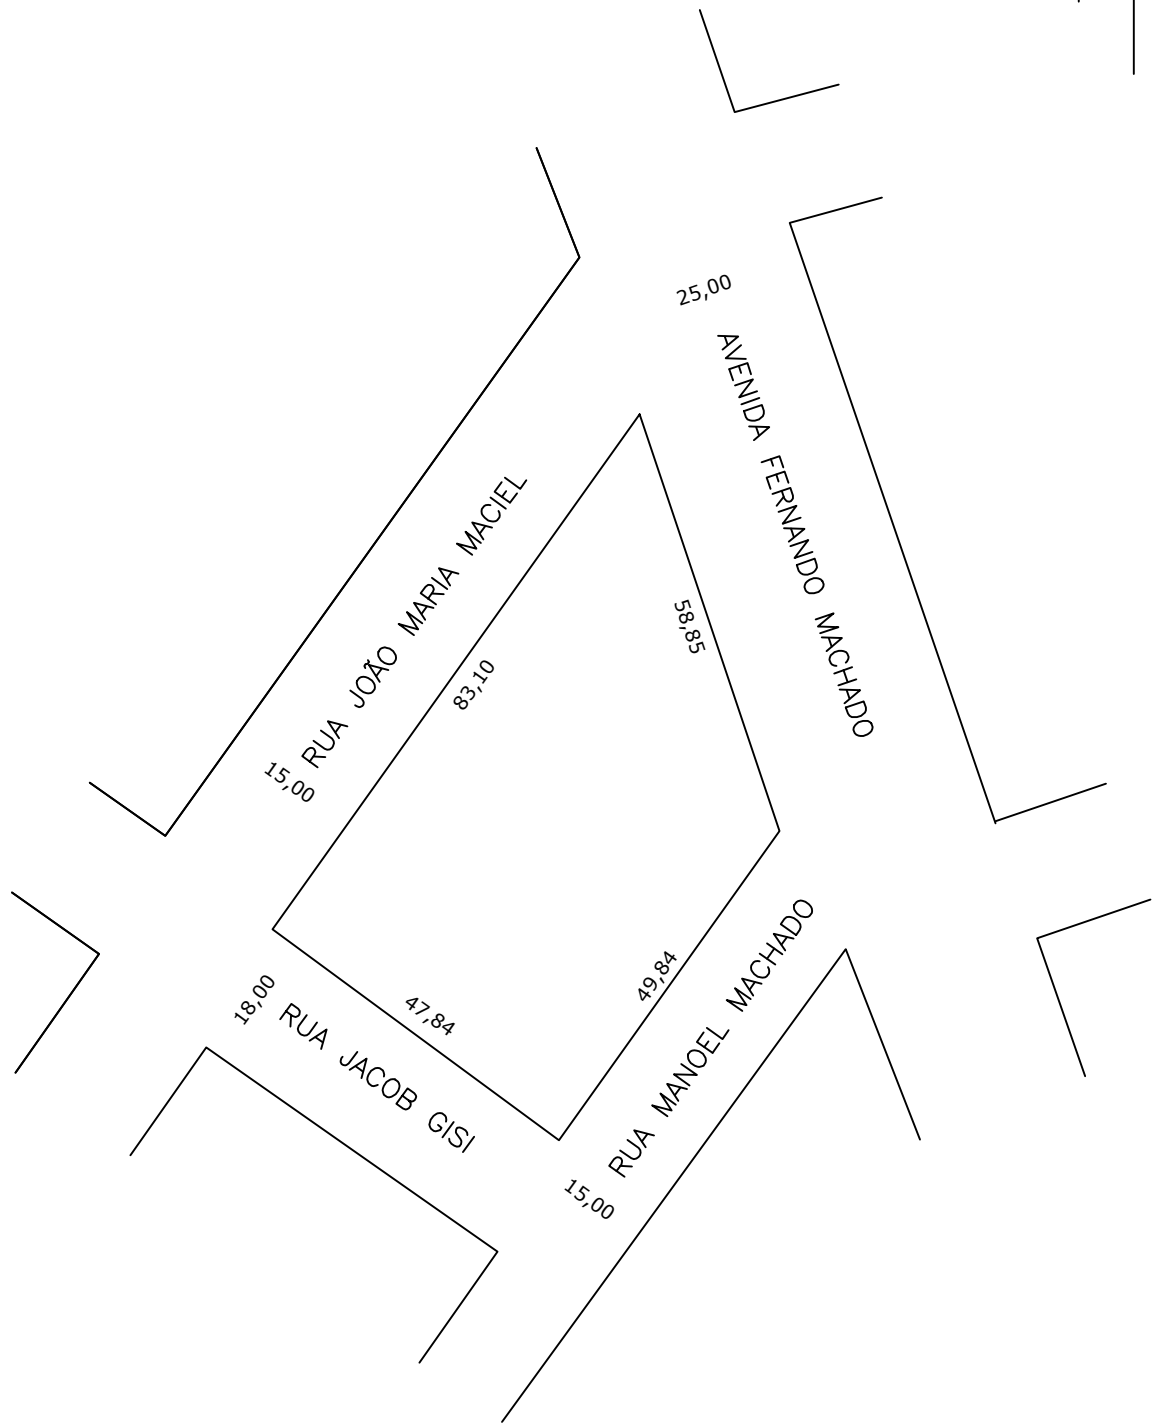 25,00
AVENIDA FERNANDO MACHADO
RUA JOÃO MARIA MACIEL
58,85
83,10
15,00
49,84
RUA MANOEL MACHADO
18,00
47,84
RUA JACOB GISI
15,00